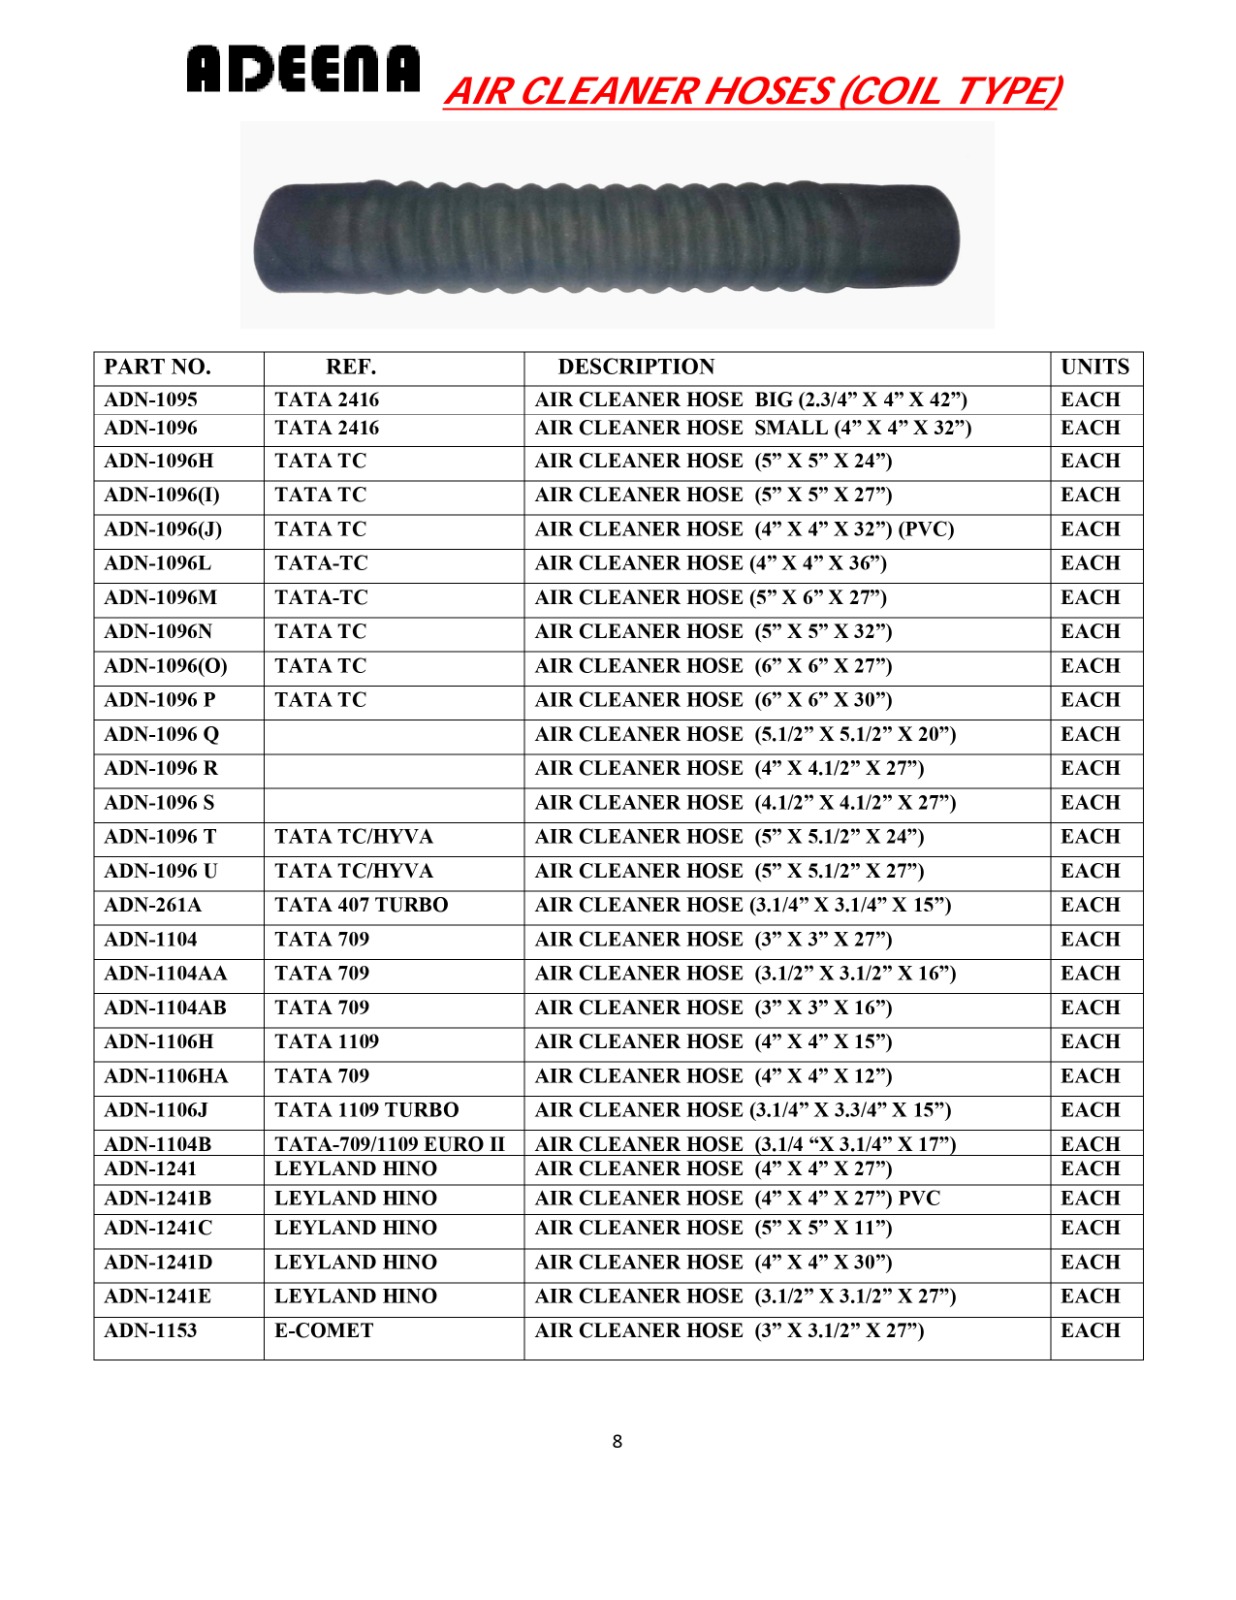 ADEENA AIR CLEANER HOSES (COIL TYPE)
PART NO. REF. DESCRIPTION UNITS
ADN-1095 TATA 2416 AIR CLEANER HOSE BIG (2.3/4” X 4” X 42”) EACH
ADN-1096 TATA 2416 AIR CLEANER HOSE SMALL (4” X 4” X 32”) EACH
ADN-1096H TATA TC AIR CLEANER HOSE (5” X 5” X 24”) EACH
ADN-1096(I) TATA TC AIR CLEANER HOSE (5” X 5” X 27”) EACH
ADN-1096(J) TATA TC AIR CLEANER HOSE (4” X 4” X 32”) (PVC) EACH
ADN-1096L TATA-TC AIR CLEANER HOSE (4” X 4” X 36”) EACH
ADN-1096M TATA-TC AIR CLEANER HOSE (5” X 6” X 27”) EACH
ADN-1096N TATA TC AIR CLEANER HOSE (5” X 5” X 32”) EACH
ADN-1096(O) TATA TC AIR CLEANER HOSE (6” X 6” X 27”) EACH
ADN-1096 P TATA TC AIR CLEANER HOSE (6” X 6” X 30”) EACH
ADN-1096 Q AIR CLEANER HOSE (5.1/2” X 5.1/2” X 20”) EACH
ADN-1096 R AIR CLEANER HOSE (4” X 4.1/2” X 27”) EACH
ADN-1096 S AIR CLEANER HOSE (4.1/2” X 4.1/2” X 27”) EACH
ADN-1096 T TATA TC/HYVA AIR CLEANER HOSE (5” X 5.1/2” X 24”) EACH
ADN-1096 U TATA TC/HYVA AIR CLEANER HOSE (5” X 5.1/2” X 27”) EACH
ADN-261A TATA 407 TURBO AIR CLEANER HOSE (3.1/4” X 3.1/4” X 15”) EACH
ADN-1104 TATA 709 AIR CLEANER HOSE (3” X 3” X 27”) EACH
ADN-1104AA TATA 709 AIR CLEANER HOSE (3.1/2” X 3.1/2” X 16”) EACH
ADN-1104AB TATA 709 AIR CLEANER HOSE (3” X 3” X 16”) EACH
ADN-1106H TATA 1109 AIR CLEANER HOSE (4” X 4” X 15”) EACH
ADN-1106HA TATA 709 AIR CLEANER HOSE (4” X 4” X 12”) EACH
ADN-1106J TATA 1109 TURBO AIR CLEANER HOSE (3.1/4” X 3.3/4” X 15”) EACH
ADN-1104B TATA-709/1109 EURO II AIR CLEANER HOSE (3.1/4 “X 3.1/4” X 17”) EACH
ADN-1241 LEYLAND HINO AIR CLEANER HOSE (4” X 4” X 27”) EACH
ADN-1241B LEYLAND HINO AIR CLEANER HOSE (4” X 4” X 27”) PVC EACH
ADN-1241C LEYLAND HINO AIR CLEANER HOSE (5” X 5” X 11”) EACH
ADN-1241D LEYLAND HINO AIR CLEANER HOSE (4” X 4” X 30”) EACH
ADN-1241E LEYLAND HINO AIR CLEANER HOSE (3.1/2” X 3.1/2” X 27”) EACH
ADN-1153 E-COMET AIR CLEANER HOSE (3” X 3.1/2” X 27”) EACH
8